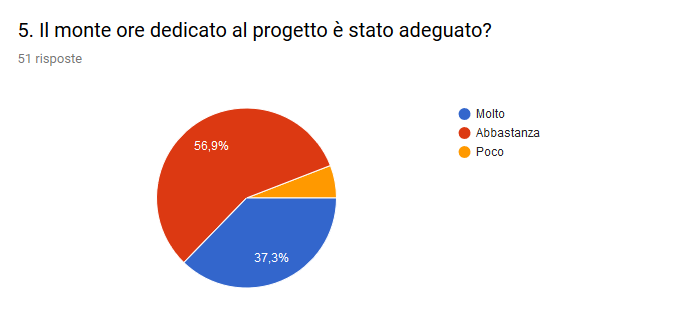 5. Il monte ore dedicato al progetto è stato adeguato?
51 risposte
Molto
Abbastanza
Poco
56,9%
37,3%